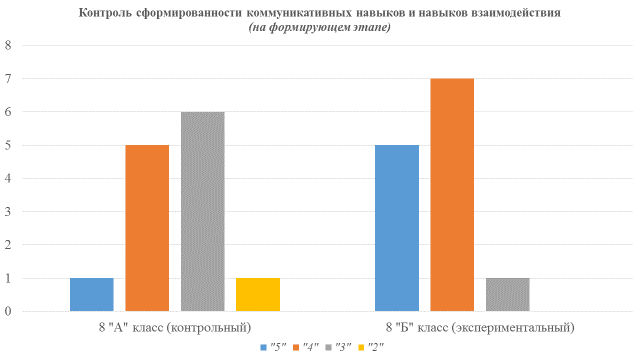 Контроль сформированности коммуникативных навыков и навыков взаимодействия
(на формирующем этапе)
8
7
6
5
4
3
2
1
0
8 "А" класс (контрольный)
8 "Б" класс (экспериментальный)
"5" "4" "3" "2"